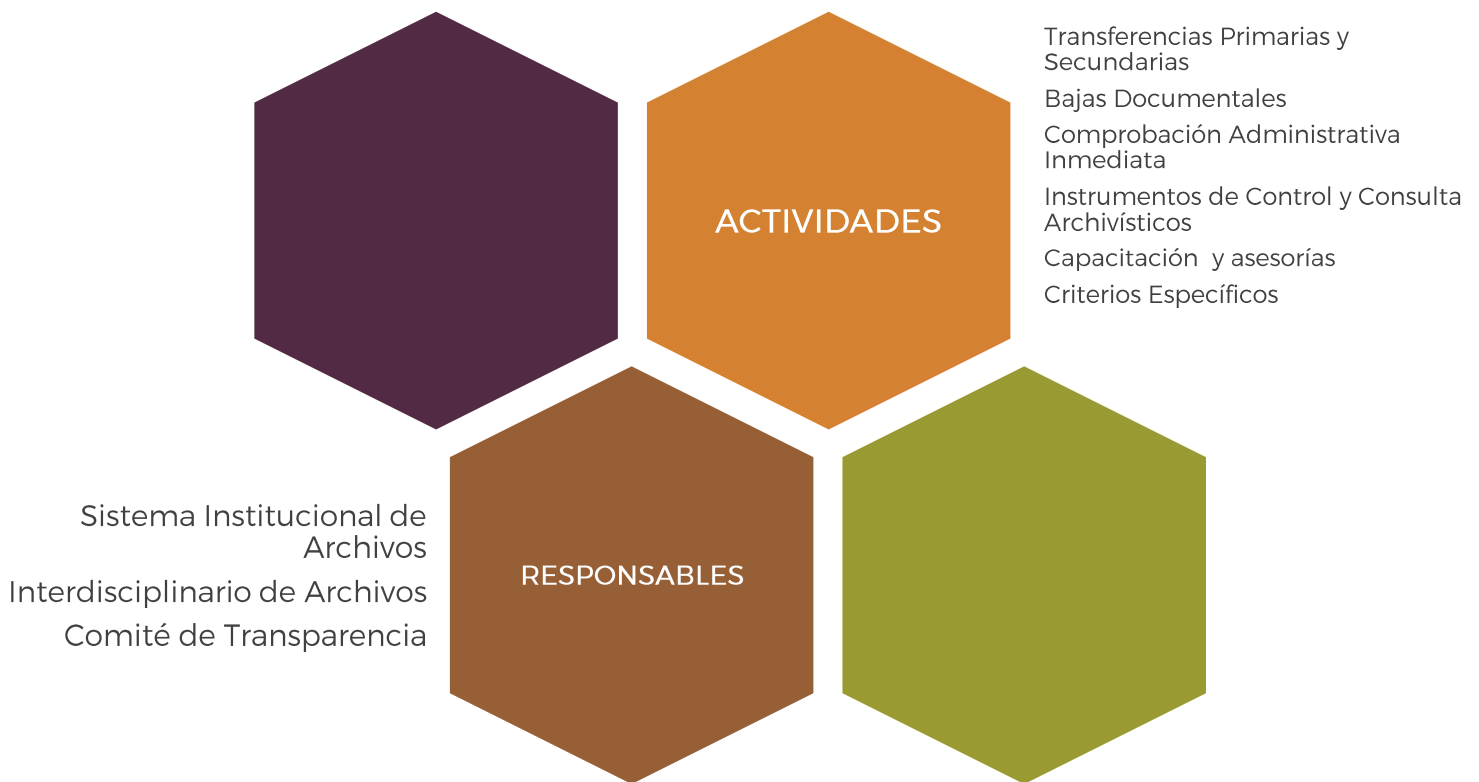 ACTIVIDADES
Transferencias Primarias y
Secundarias
Bajas Documentales
Comprobación Administrativa
Inmediata
Instrumentos de Control y Consulta
Archivísticos
Capacitación  y asesorías
Criterios Específicos
Sistema Institucional de
Archivos
Interdisciplinario de Archivos
Comité de Transparencia
RESPONSABLES